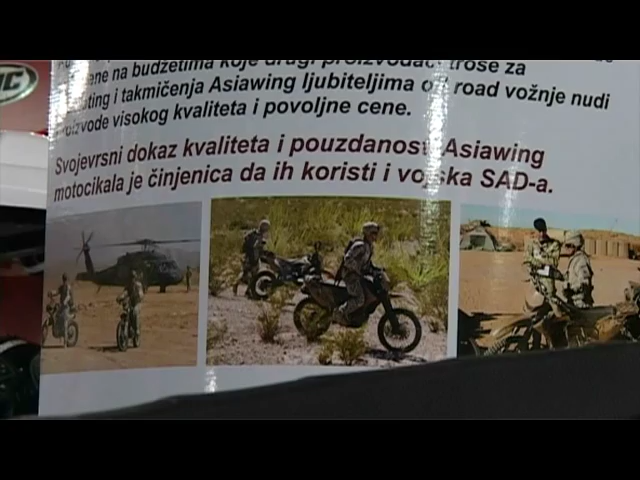 na budžetima koje drugi proizvođači troše za
i takmičenja Asiawing ljubiteljima off road vožnje nudi
proizvode visokog kvaliteta i povoljne cene.
Svojevrsni dokaz kvaliteta i pouzdanosti Asiawing
motocikala je činjenica da ih koristi i vojska SAD-a.